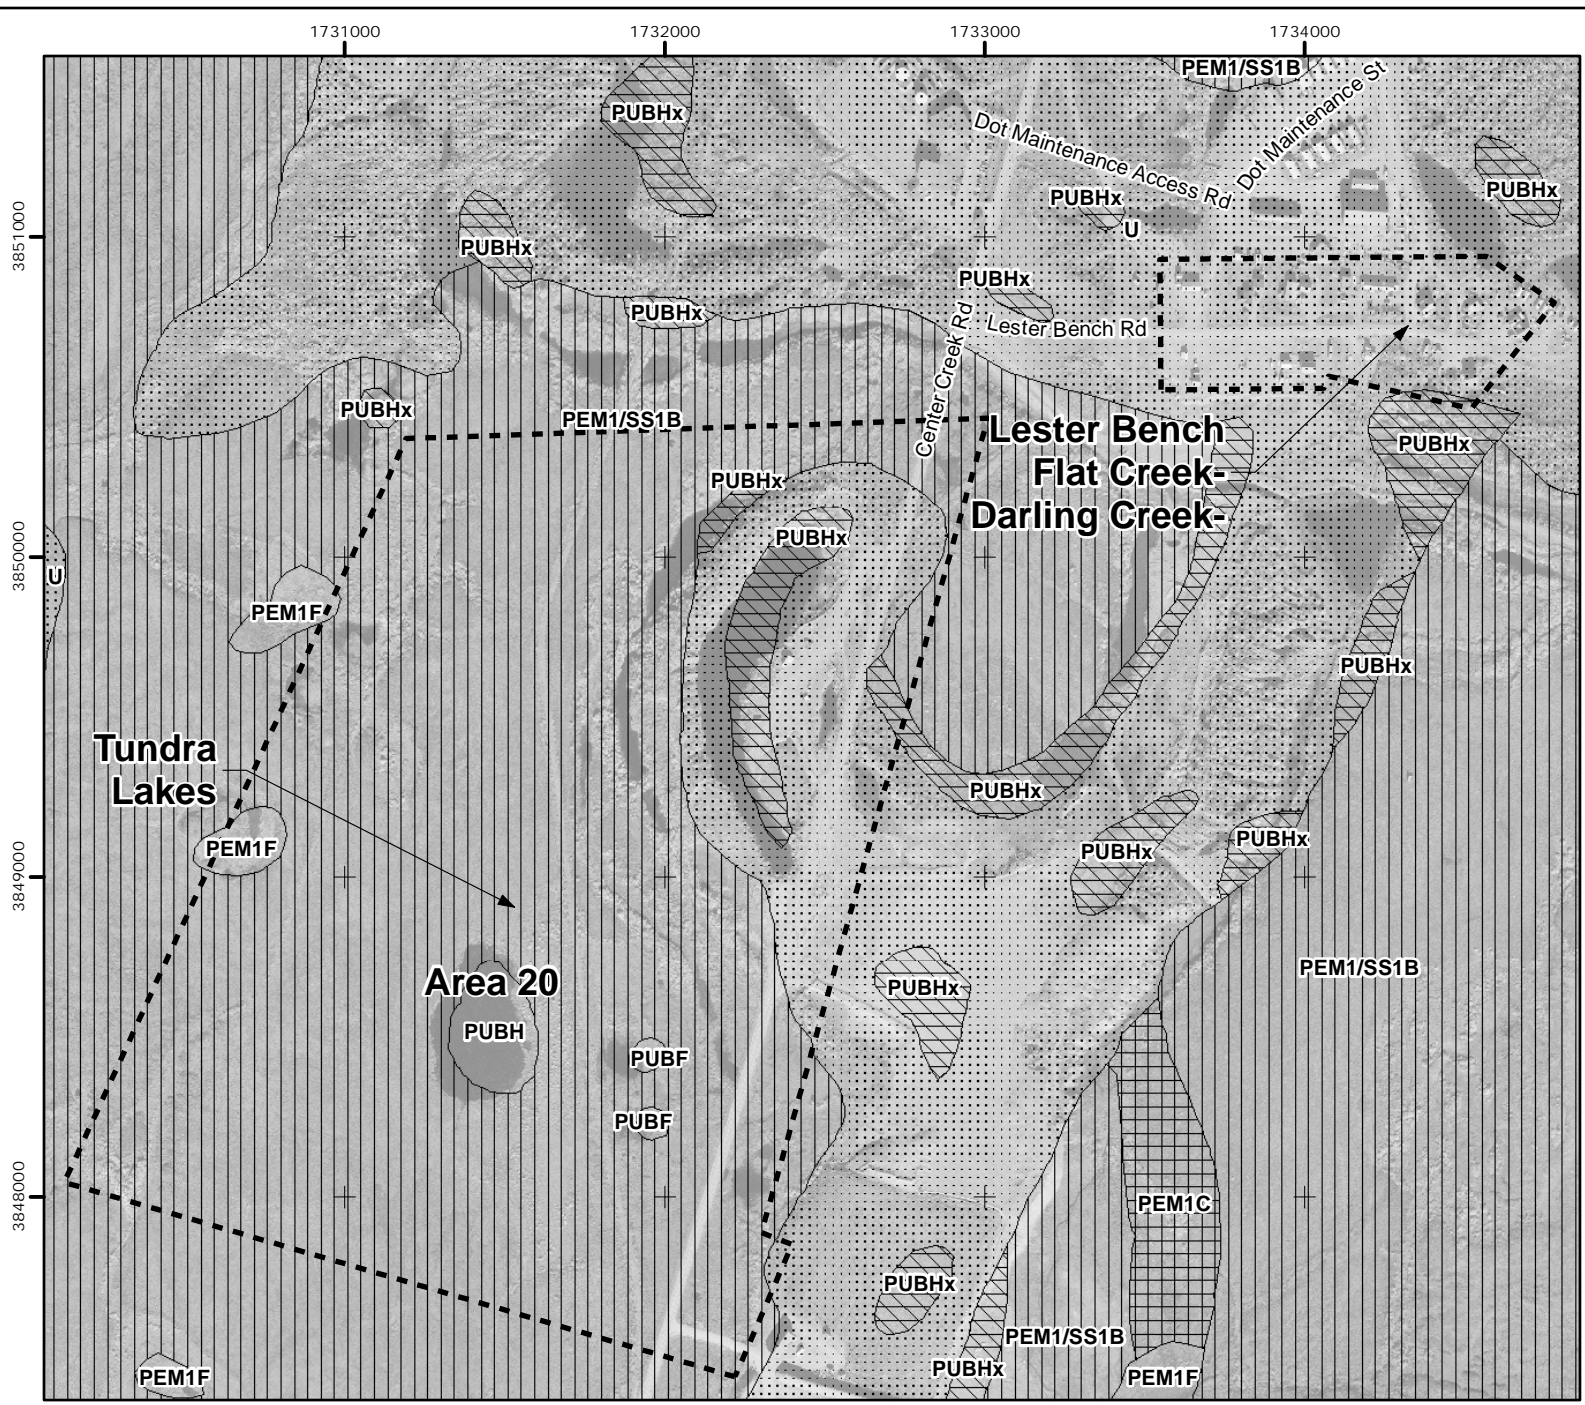 1731000
1732000
1733000
1734000
PEM1/SS1B
PUBHx
Dot Maintenance Access Rd
Dot Maintenance St
PUBHx
PUBHx
U
3851000
PUBHx
PUBHx
PUBHx
Lester Bench Rd
Center Creek Rd
PUBHx
PEM1/SS1B
Lester Bench
Flat Creek-
Darling Creek-
PUBHx
PUBHx
PUBHx
3850000
U
PEM1F
PUBHx
Tundra
Lakes
PUBHx
PEM1F
PUBHx
PUBHx
3849000
PEM1/SS1B
Area 20
PUBHx
PUBH
PUBF
PUBF
3848000
PEM1C
PUBHx
PEM1/SS1B
PUBHx
PEM1F
PEM1F